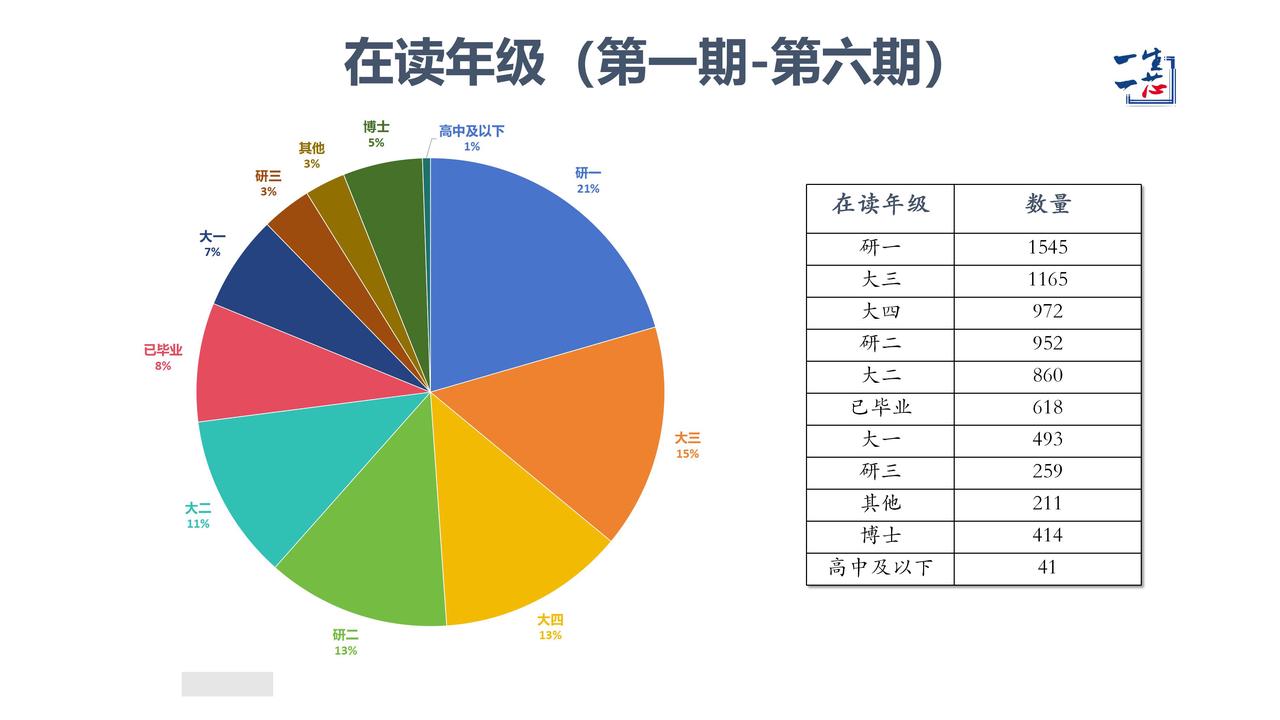 在读年级（第一期-第六期）
一生
一芯
博士
5%
高中及以下
1%
其他
3%
研三
3%
研一
21%
大一
7%
已毕业
8%
大三
15%
大二
11%
大四
13%
研二
13%
在读年级 数量
研一 1545
大三 1165
大四 972
研二 952
大二 860
已毕业 618
大一 493
研三 259
其他 211
博士 414
高中及以下 41